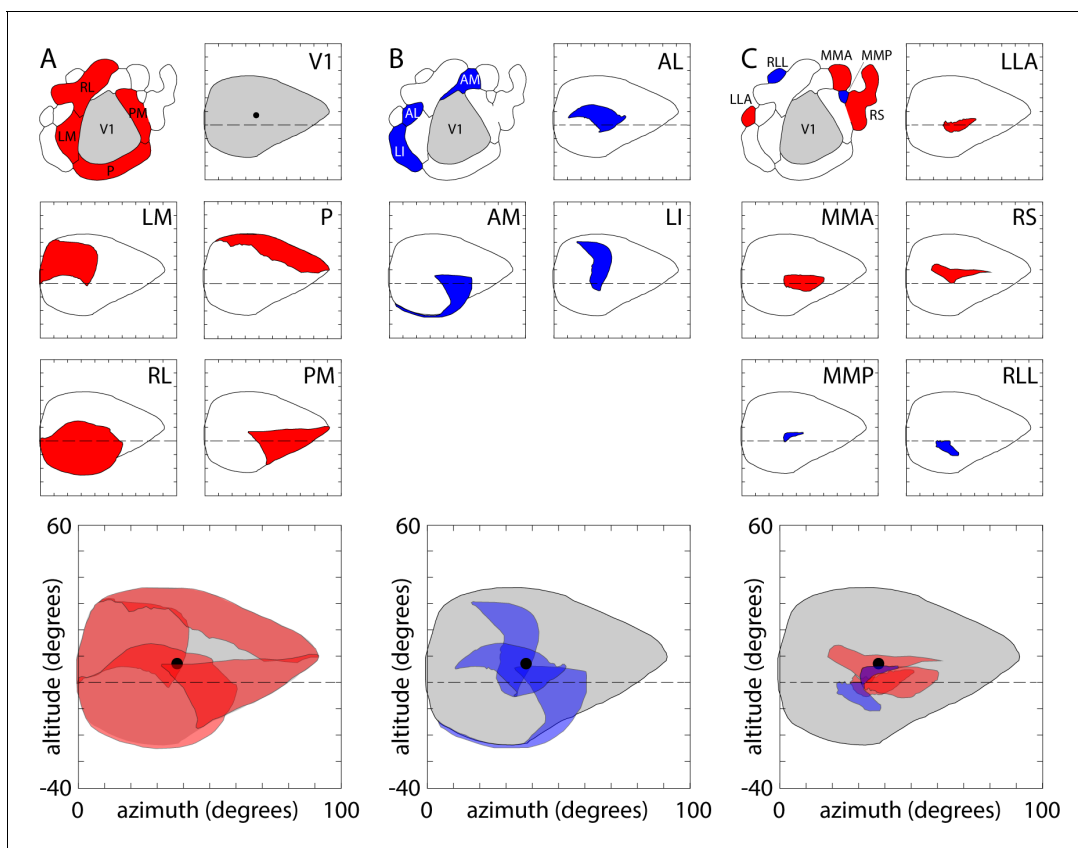 A
RL
PM
V1
LM
P
V1
B
AM
AL
V1
LI
AL
C
MMA
MMP
RLL
LLA
V1
RS
LLA
LM
P
AM
LI
MMA
RS
RL
PM
MMP
RLL
60
altitude (degrees)
-40
0
azimuth (degrees)
100
60
altitude (degrees)
-40
0
azimuth (degrees)
100
60
altitude (degrees)
-40
0
azimuth (degrees)
100